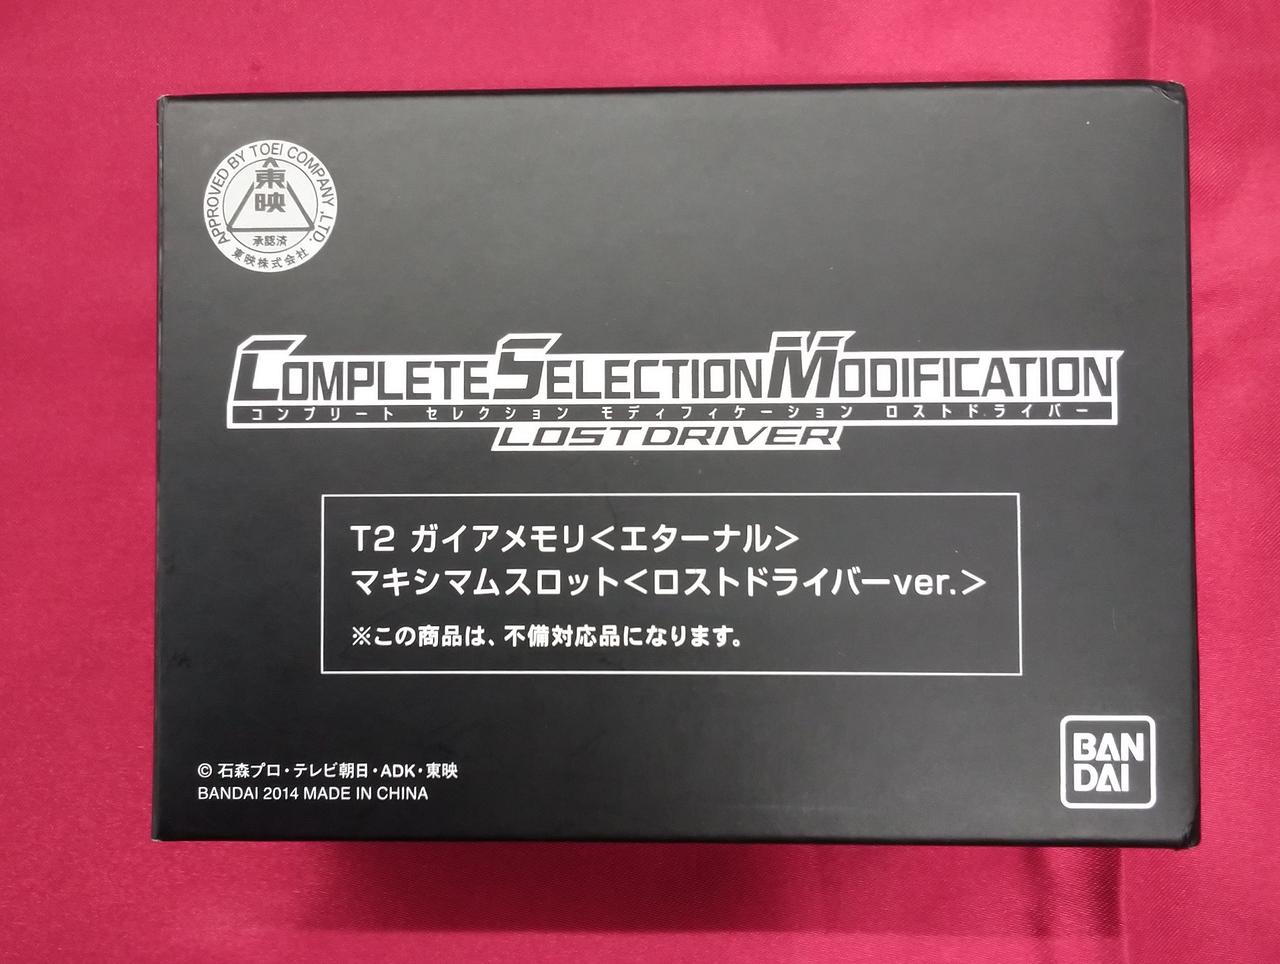 APPROVED BY TOEI COMPANY, LTD.
東映
承認済
東映株式会社
COMPLETE SELECTION MODIFICATION
コンプリート セレクション モディフィケーション ロストドライバー
LOSTDRIVER
T2 ガイアメモリ<エターナル>
マキシマムスロット<ロストドライバーver.>
※この商品は、不備対応品になります。
© 石森プロ・テレビ朝日・ADK・東映
BANDAI 2014 MADE IN CHINA
BAN
DAI